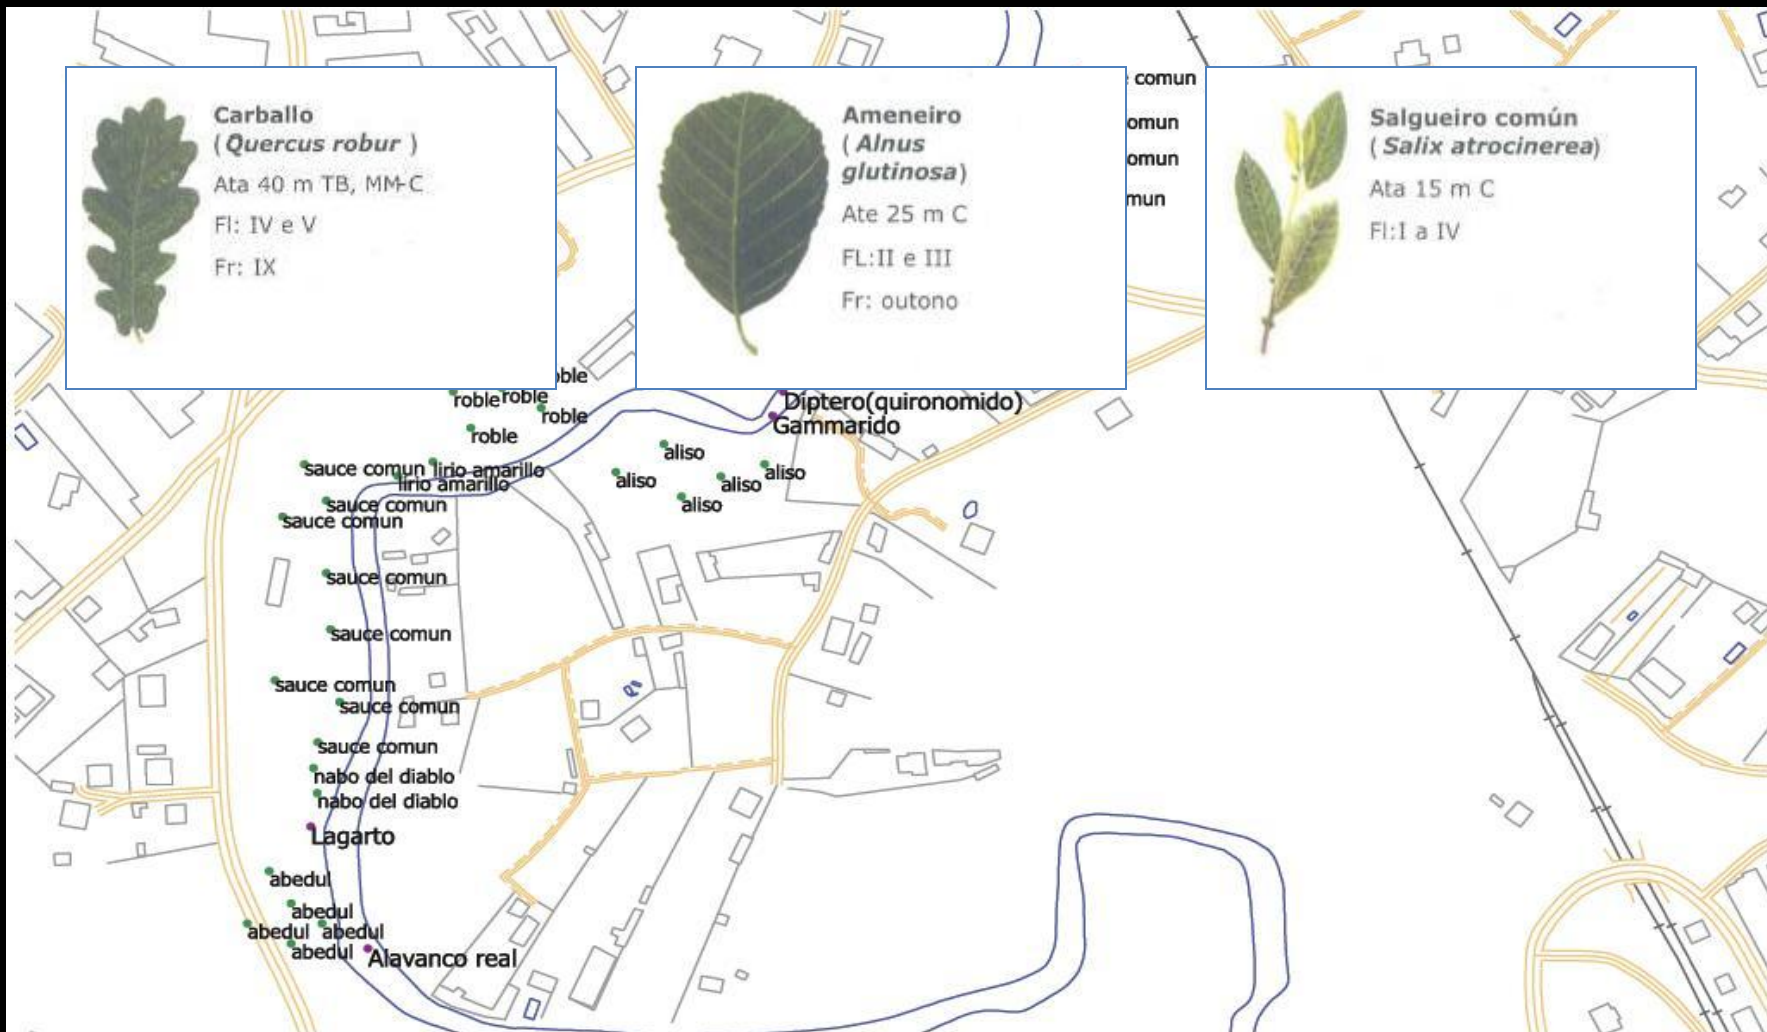 Carballo
(Quercus robur )
Ata 40 m TB, MM-C
Fl: IV e V
Fr: IX
Ameneiro
( Alnus
glutinosa)
Ate 25 m C
FL:II e III
Fr: outono
Salgueiro común
( Salix atrocinerea)
Ata 15 m C
Fl:I a IV
comun
omun
omun
mun
oble
roble
roble
roble
roble
Diptero(quironomido)
Gammarido
aliso
aliso
aliso
aliso
aliso
sauce comun
lirio amarillo
lirio amarillo
sauce comun
sauce comun
sauce comun
sauce comun
sauce comun
sauce comun
sauce comun
nabo del diablo
nabo del diablo
Lagarto
abedul
abedul
abedul
abedul
abedul
Alavanco real